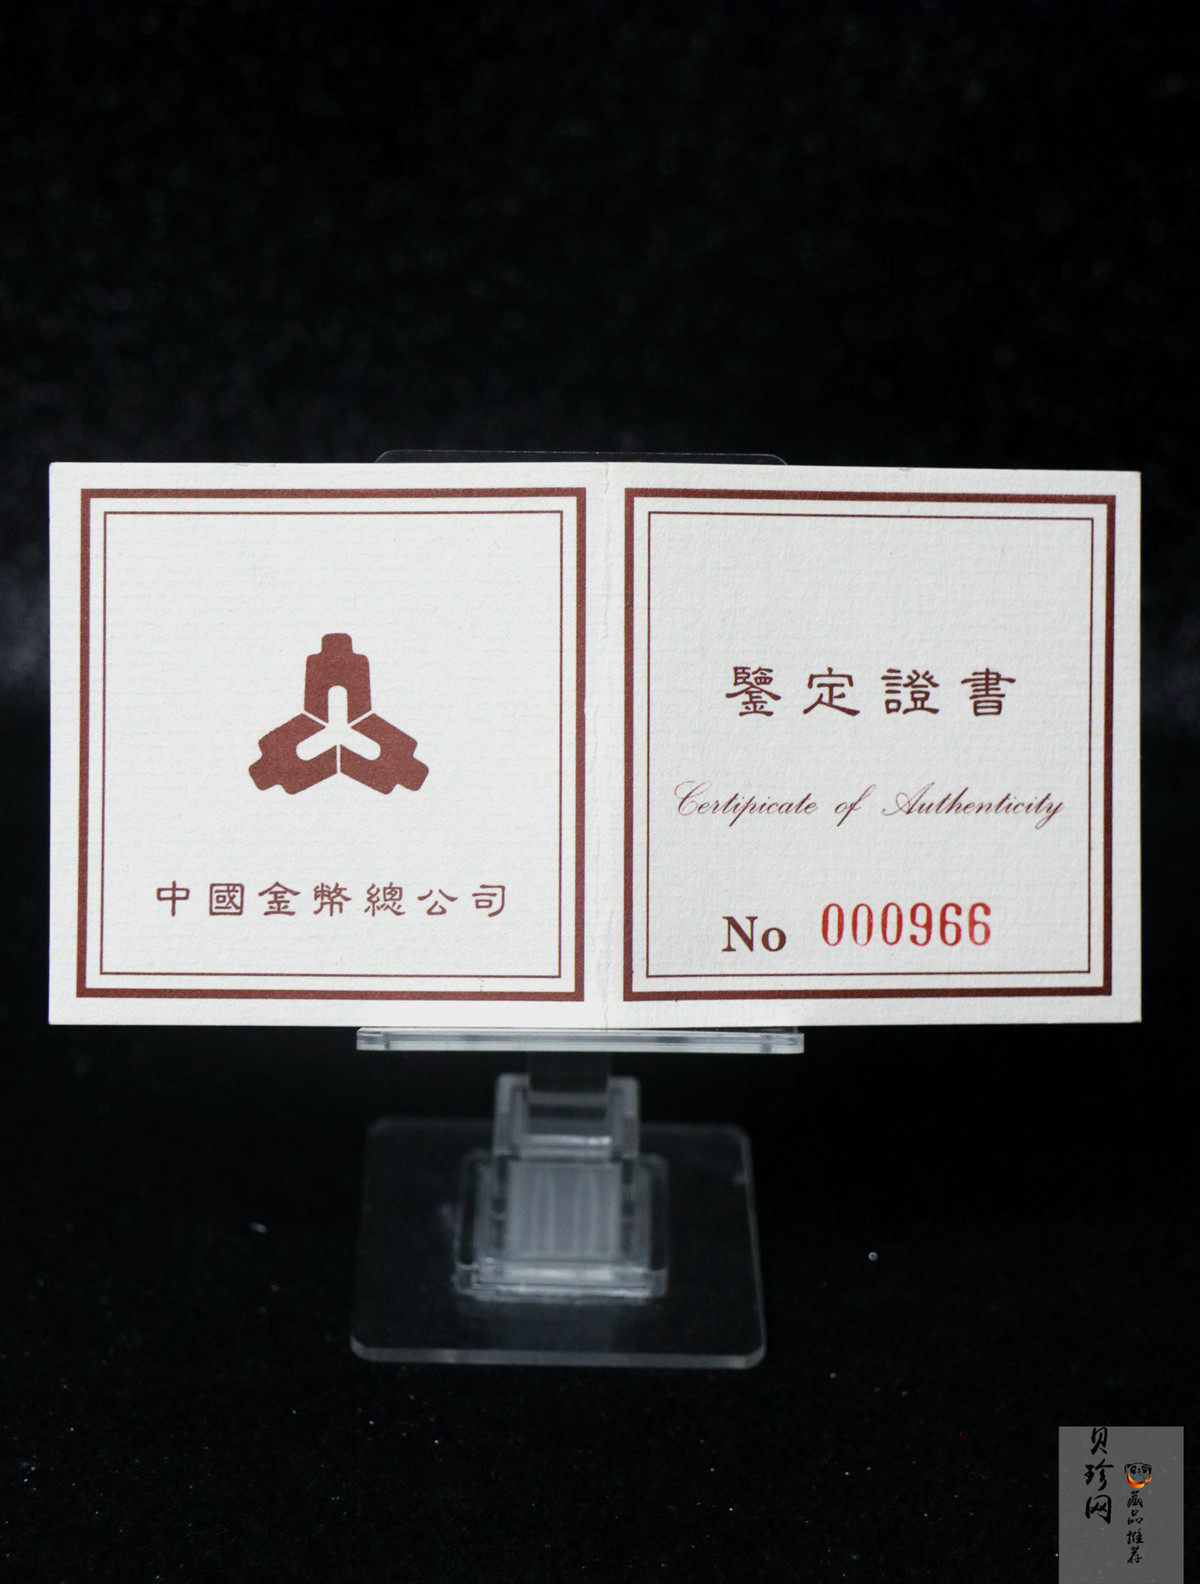 中國金幣總公司
鑒定證書
Certificate of Authenticity
No 000966
贝珍网
藏品推荐